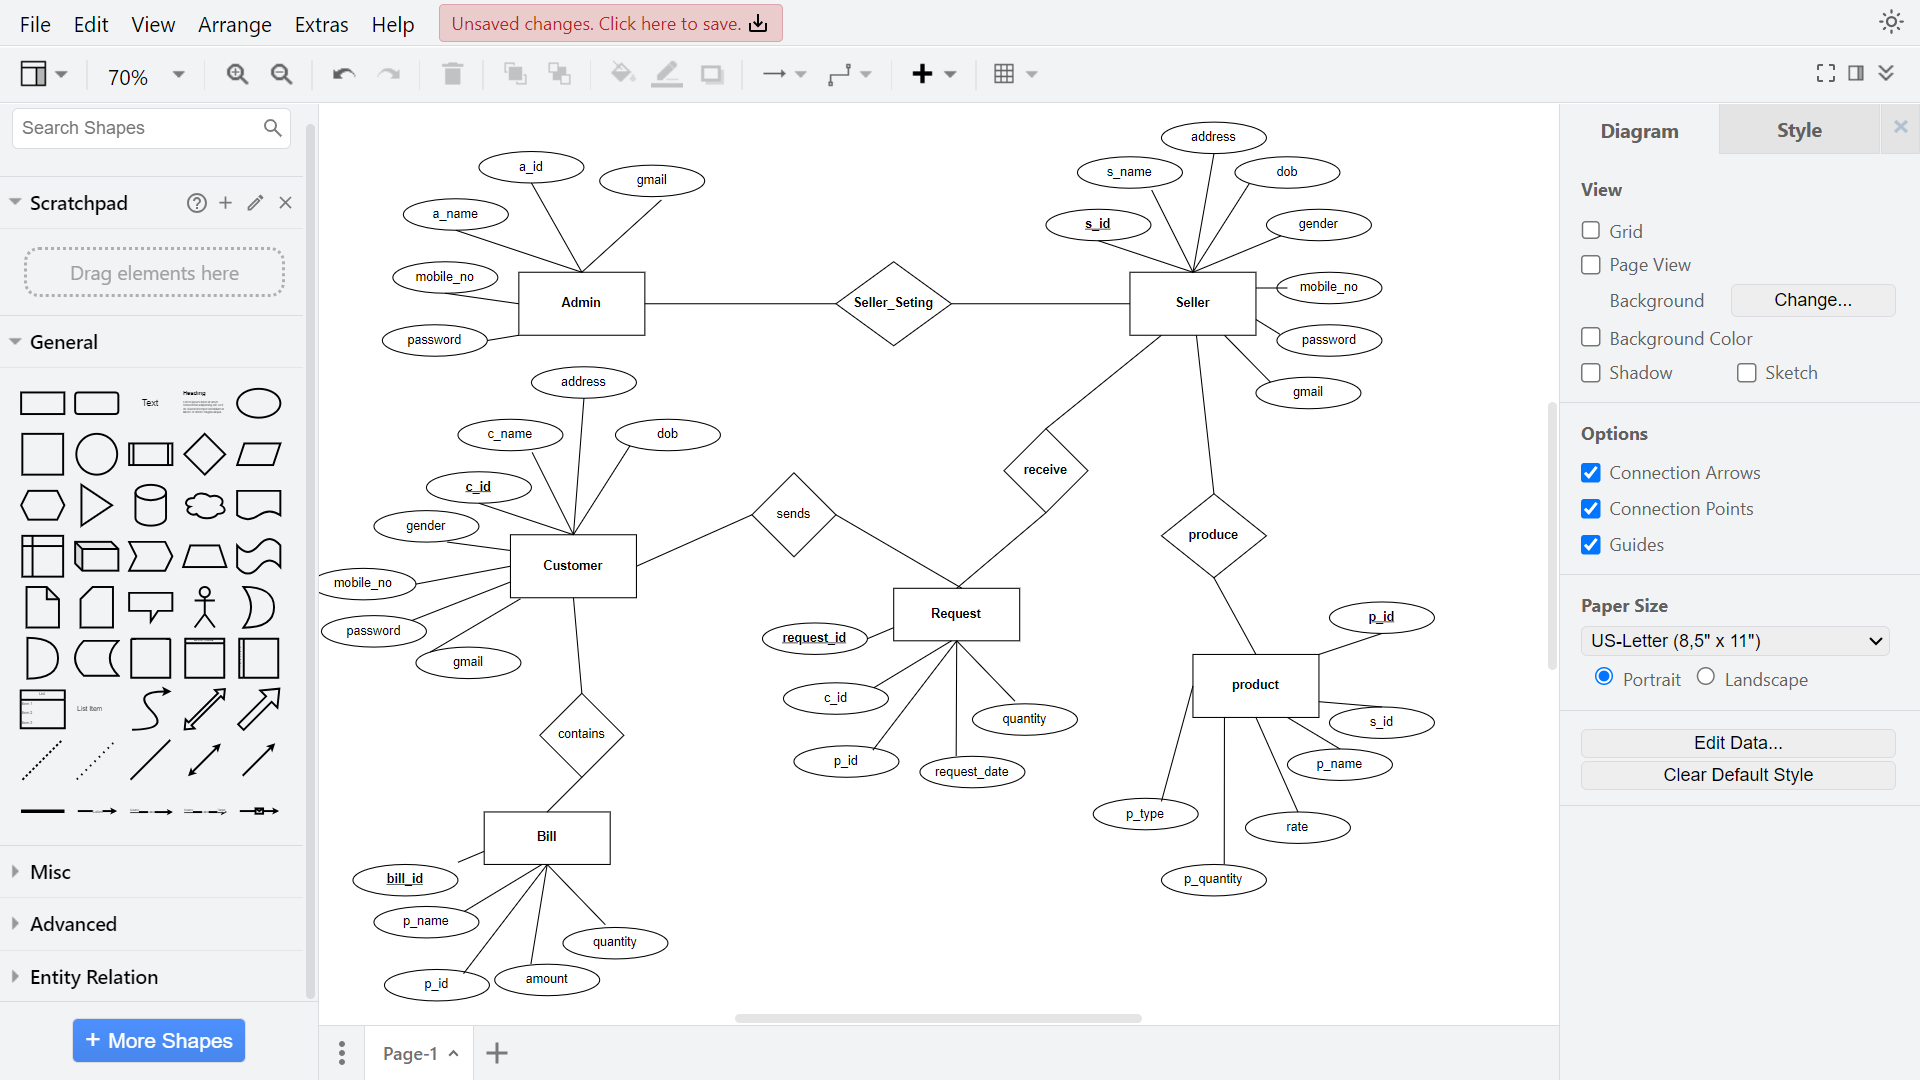 File Edit View Arrange Extras Help Unsaved changes. Click here to save.
70%
Search Shapes
Scratchpad
Drag elements here
General
Text
Heading
List Item
Misc
Advanced
Entity Relation
+ More Shapes
a_id
gmail
a_name
mobile_no
password
Admin
Seller_Seting
address
s_name
dob
s_id
gender
Seller
mobile_no
password
gmail
address
c_name
dob
c_id
gender
Customer
mobile_no
password
gmail
sends
receive
produce
Request
request_id
c_id
quantity
p_id
request_date
p_id
product
s_id
p_name
p_type
rate
p_quantity
contains
Bill
bill_id
p_name
quantity
p_id
amount
Page-1
Diagram Style
View
Grid
Page View
Background Change...
Background Color
Shadow Sketch
Options
Connection Arrows
Connection Points
Guides
Paper Size
US-Letter (8,5" x 11")
Portrait Landscape
Edit Data...
Clear Default Style